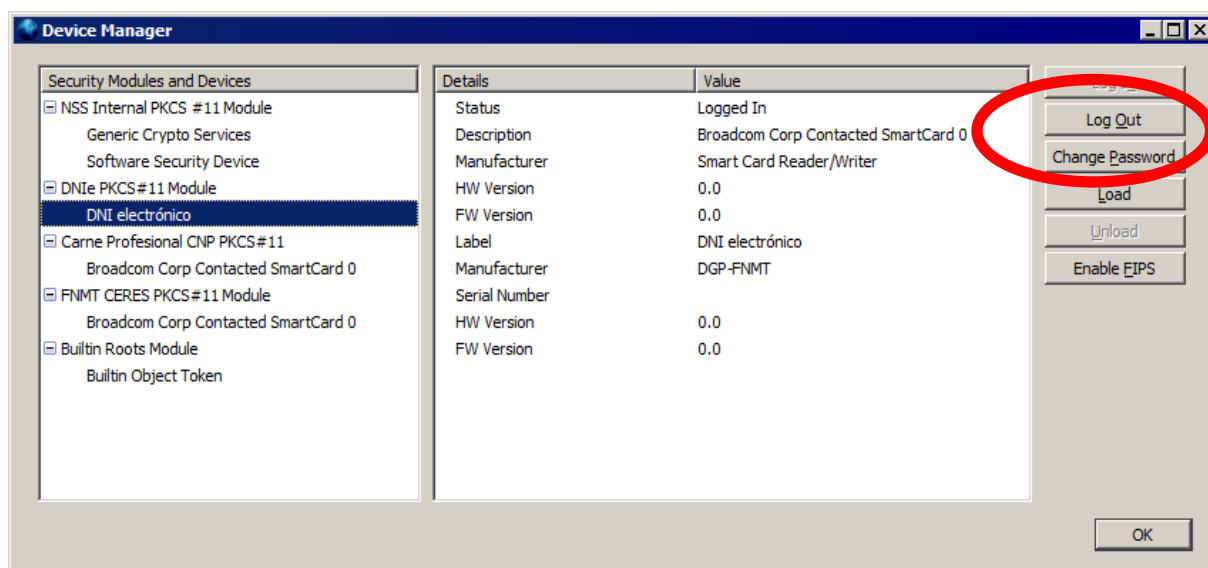 Device Manager
Security Modules and Devices Details Value
NSS Internal PKCS #11 Module Status Logged In
Log Out
Generic Crypto Services Description Broadcom Corp Contacted SmartCard 0
Software Security Device Manufacturer Smart Card Reader/Writer Change Password
DNIe PKCS#11 Module HW Version 0.0 Load
DNI electrónico FW Version 0.0
Unload
Carne Profesional CNP PKCS#11 Label DNI electrónico
Broadcom Corp Contacted SmartCard 0 Manufacturer DGP-FNMT Enable FIPS
FNMT CERES PKCS#11 Module Serial Number
Broadcom Corp Contacted SmartCard 0 HW Version 0.0
Builtin Roots Module FW Version 0.0
Builtin Object Token
OK